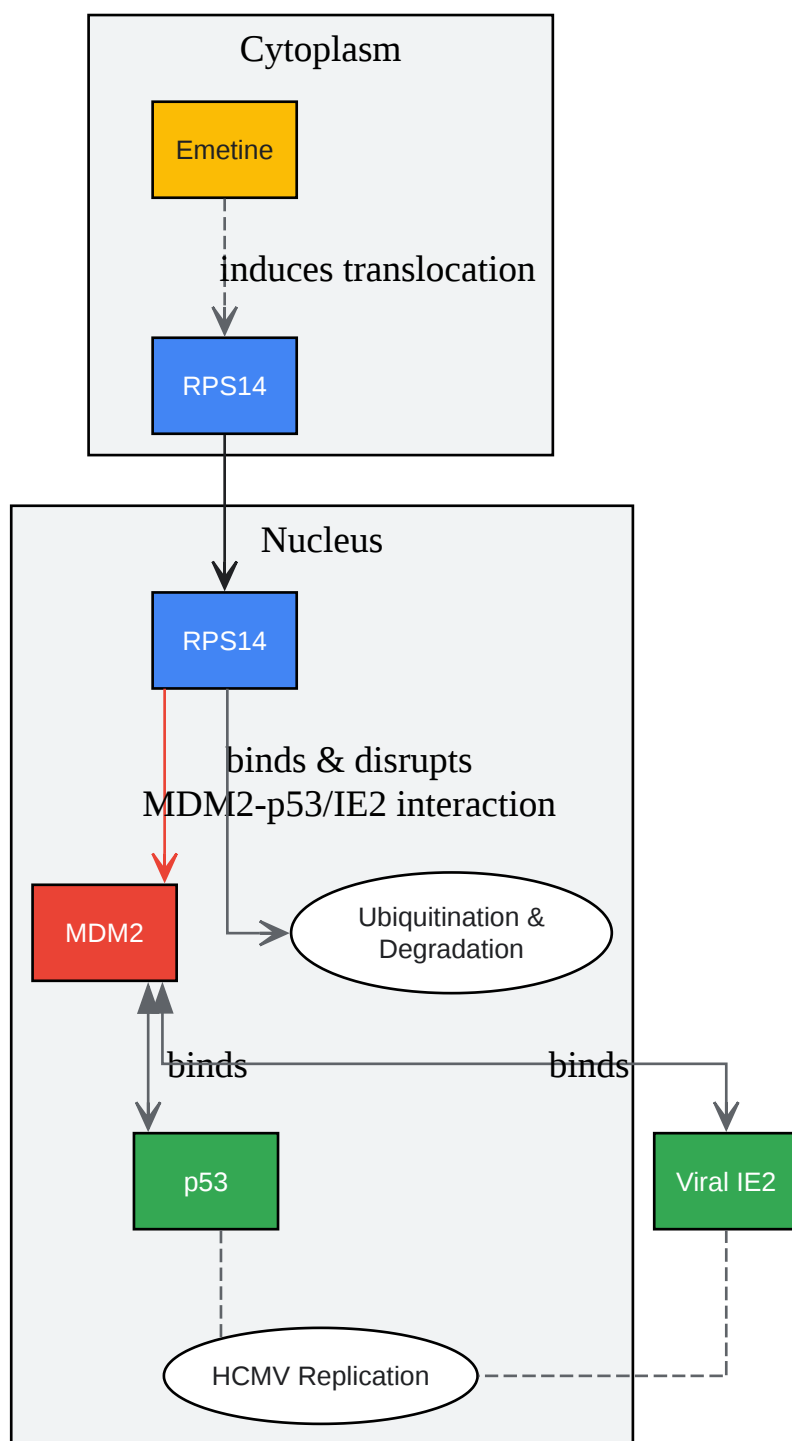 Cytoplasm
Emetine
induces translocation
RPS14
Nucleus
RPS14
binds & disrupts
MDM2-p53/IE2 interaction
MDM2
Ubiquitination &
Degradation
binds
binds
p53
Viral IE2
HCMV Replication